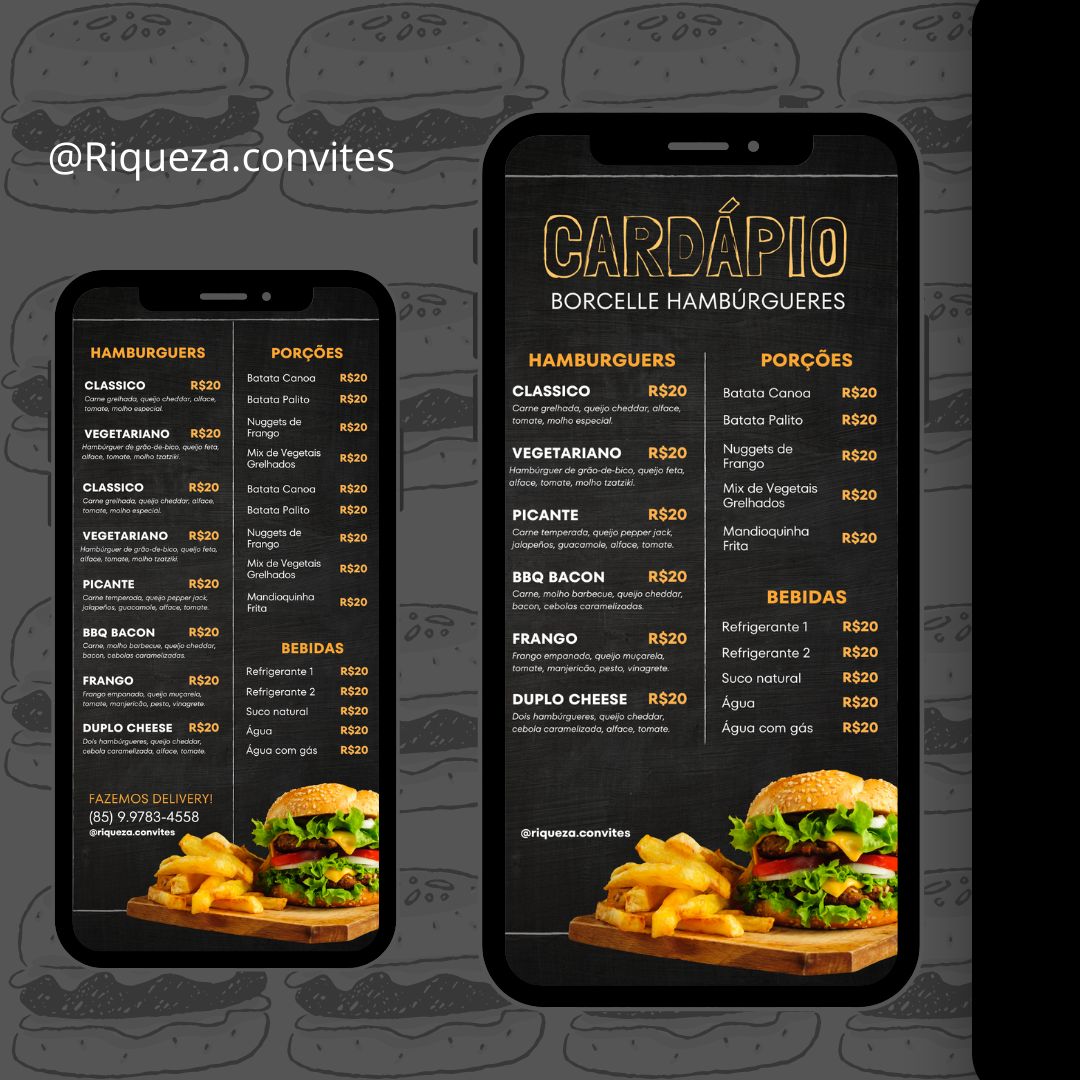 @Riqueza.convites
HAMBURGUERS
CLASSICO R$20
Carne grelhada, queijo cheddar, alface,
tomate, molho especial.
VEGETARIANO R$20
Hambúrguer de grão-de-bico, queijo feta,
alface, tomate, molho tzatziki.
CLASSICO R$20
Carne grelhada, queijo cheddar, alface,
tomate, molho especial.
VEGETARIANO R$20
Hambúrguer de grão-de-bico, queijo feta,
alface, tomate, molho tzatziki.
PICANTE R$20
Carne temperada, queijo pepper jack,
jalapeños, guacamole, alface, tomate.
BBQ BACON R$20
Carne, molho barbecue, queijo cheddar,
bacon, cebolas caramelizadas.
FRANGO R$20
Frango empanado, queijo muçarela,
tomate, manjericão, pesto, vinagrete.
DUPLO CHEESE R$20
Dois hambúrgueres, queijo cheddar,
cebola caramelizada, alface, tomate.
FAZEMOS DELIVERY!
(85) 9.9783-4558
@riqueza.convites
PORÇÕES
Batata Canoa R$20
Batata Palito R$20
Nuggets de
Frango R$20
Mix de Vegetais
Grelhados R$20
Batata Canoa R$20
Batata Palito R$20
Nuggets de
Frango R$20
Mix de Vegetais
Grelhados R$20
Mandioquinha
Frita R$20
BEBIDAS
Refrigerante 1 R$20
Refrigerante 2 R$20
Suco natural R$20
Água R$20
Água com gás R$20
CARDÁPIO
BORCELLE HAMBÚRGUERES
HAMBURGUERS
CLASSICO R$20
Carne grelhada, queijo cheddar, alface,
tomate, molho especial.
VEGETARIANO R$20
Hambúrguer de grão-de-bico, queijo feta,
alface, tomate, molho tzatziki.
PICANTE R$20
Carne temperada, queijo pepper jack,
jalapeños, guacamole, alface, tomate.
BBQ BACON R$20
Carne, molho barbecue, queijo cheddar,
bacon, cebolas caramelizadas.
FRANGO R$20
Frango empanado, queijo muçarela,
tomate, manjericão, pesto, vinagrete.
DUPLO CHEESE R$20
Dois hambúrgueres, queijo cheddar,
cebola caramelizada, alface, tomate.
@riqueza.convites
PORÇÕES
Batata Canoa R$20
Batata Palito R$20
Nuggets de
Frango R$20
Mix de Vegetais
Grelhados R$20
Mandioquinha
Frita R$20
BEBIDAS
Refrigerante 1 R$20
Refrigerante 2 R$20
Suco natural R$20
Água R$20
Água com gás R$20